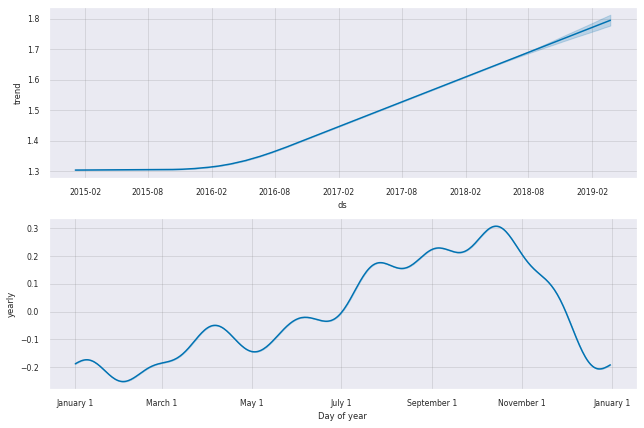 1.8
1.7
1.6
1.5
1.4
1.3
trend
2015-02 2015-08 2016-02 2016-08 2017-02 2017-08 2018-02 2018-08 2019-02
ds
0.3
0.2
0.1
0.0
−0.1
−0.2
yearly
January 1 March 1 May 1 July 1 September 1 November 1 January 1
Day of year